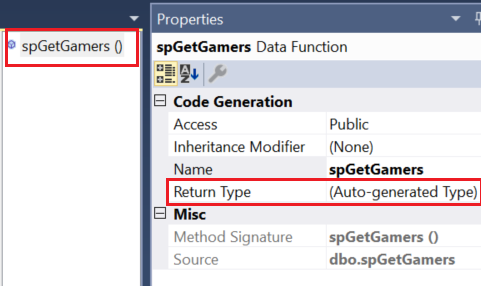 spGetGamers ()
Properties
spGetGamers Data Function
Code Generation
Access Public
Inheritance Modifier (None)
Name spGetGamers
Return Type (Auto-generated Type)
Misc
Method Signature spGetGamers ()
Source dbo.spGetGamers